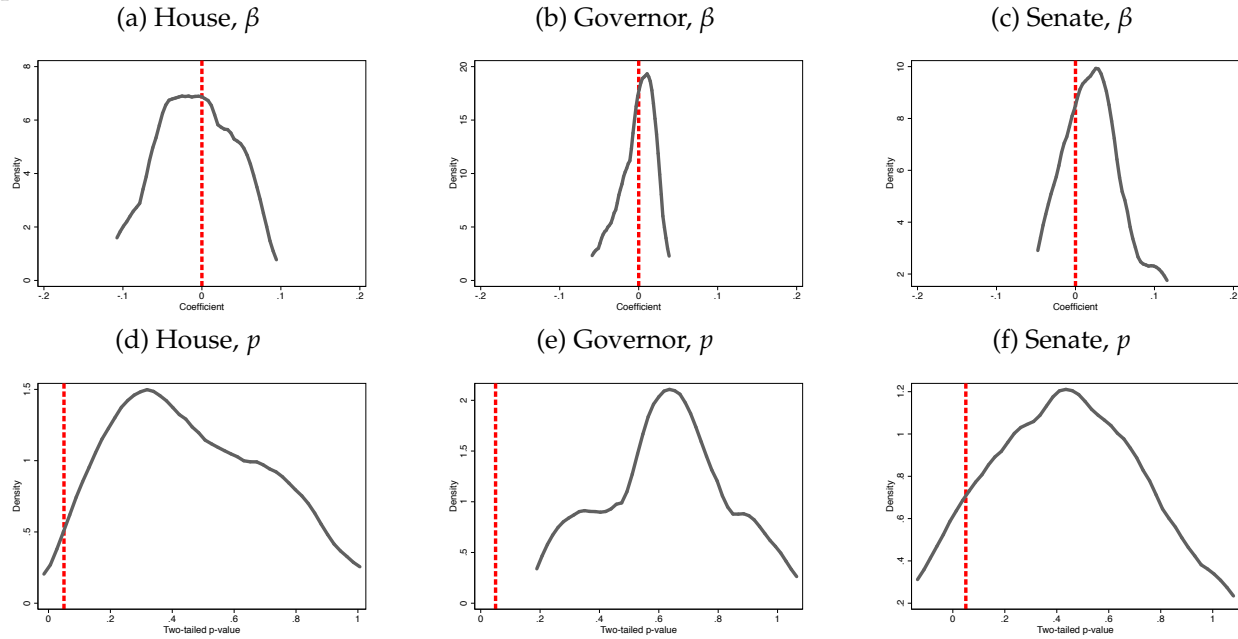 (a) House, β
(b) Governor, β
(c) Senate, β
Density
0 2 4 6 8
-.2 -.1 0 .1 .2
Coefficient
Density
0 5 10 15 20
-.2 -.1 0 .1 .2
Coefficient
Density
2 4 6 8 10
-.2 -.1 0 .1 .2
Coefficient
(d) House, p
(e) Governor, p
(f) Senate, p
Density
0 .5 1 1.5
0 .2 .4 .6 .8 1
Two-tailed p-value
Density
0 .5 1 1.5 2
0 .2 .4 .6 .8 1
Two-tailed p-value
Density
.2 .4 .6 .8 1 1.2
0 .2 .4 .6 .8 1
Two-tailed p-value